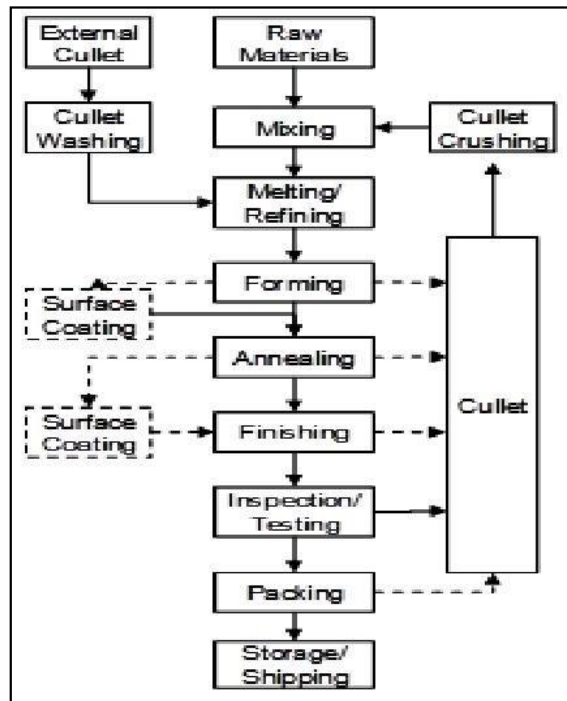 External
Cullet
Raw
Materials
Cullet
Washing
Mixing
Cullet
Crushing
Melting/
Refining
Forming
Surface
Coating
Annealing
Cullet
Surface
Coating
Finishing
Inspection/
Testing
Packing
Storage/
Shipping